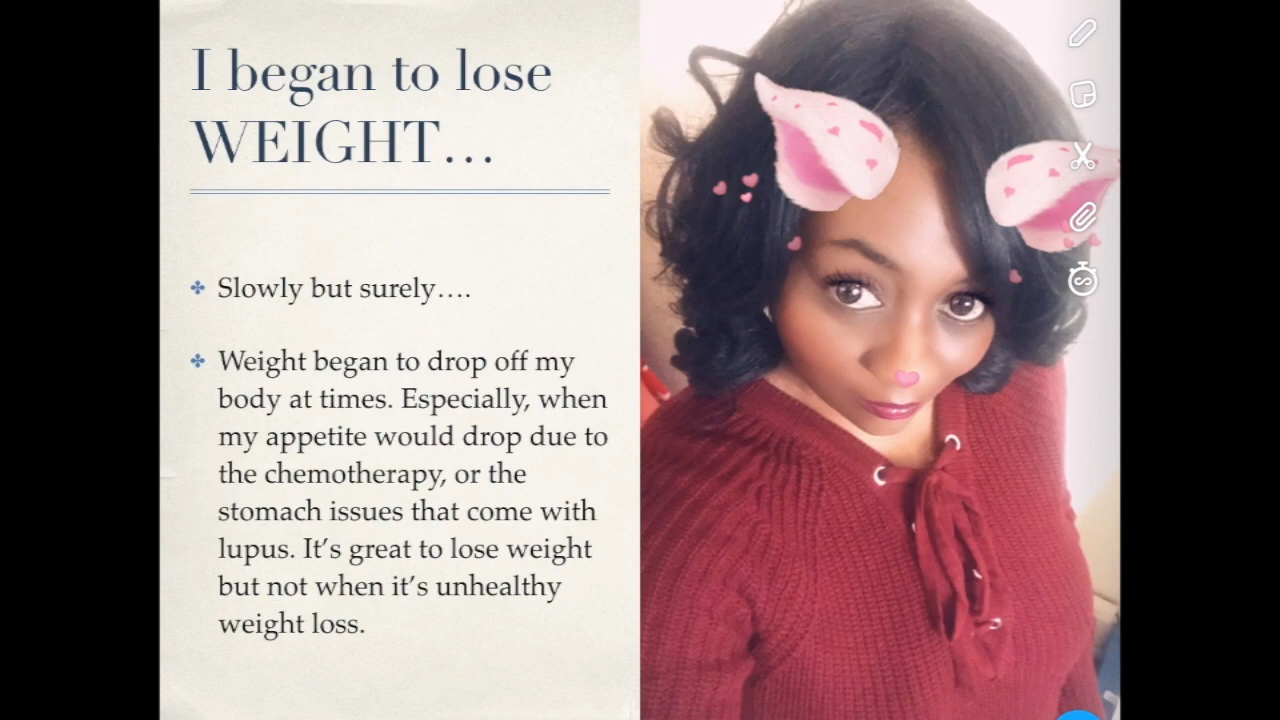 I began to lose
WEIGHT…
Slowly but surely….
Weight began to drop off my
body at times. Especially, when
my appetite would drop due to
the chemotherapy, or the
stomach issues that come with
lupus. It’s great to lose weight
but not when it’s unhealthy
weight loss.